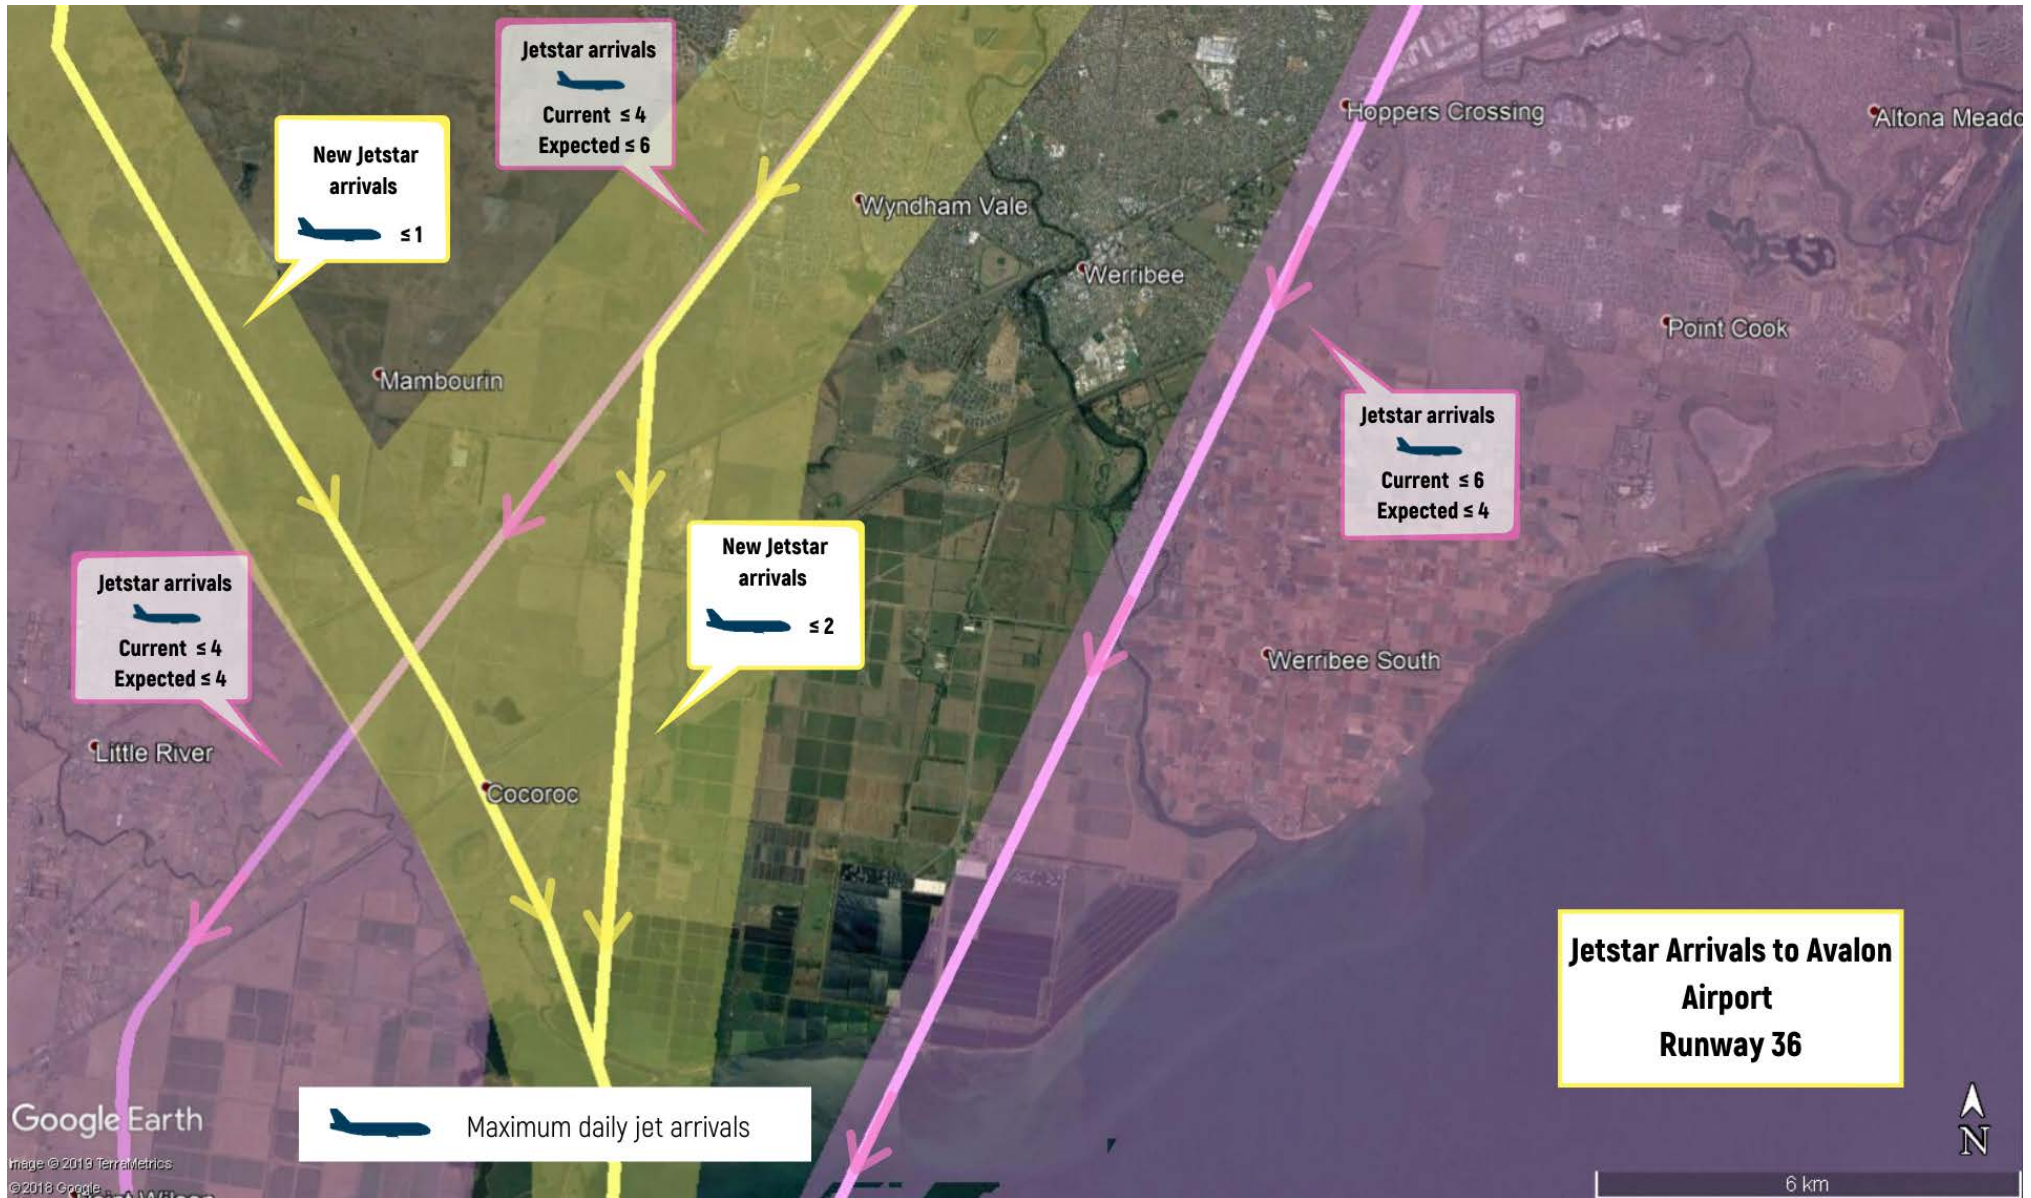 Jetstar arrivals
Current ≤ 4
Expected ≤ 6
Hoppers Crossing
Altona Meado
New Jetstar
arrivals
≤ 1
Wyndham Vale
Werribee
Point Cook
Mambourin
Jetstar arrivals
Current ≤ 6
Expected ≤ 4
New Jetstar
arrivals
≤ 2
Jetstar arrivals
Current ≤ 4
Expected ≤ 4
Werribee South
Little River
Cocoroc
Jetstar Arrivals to Avalon
Airport
Runway 36
Google Earth
Maximum daily jet arrivals
N
Image © 2019 TerraMetrics
© 2018 Google
Point Wilson
6 km